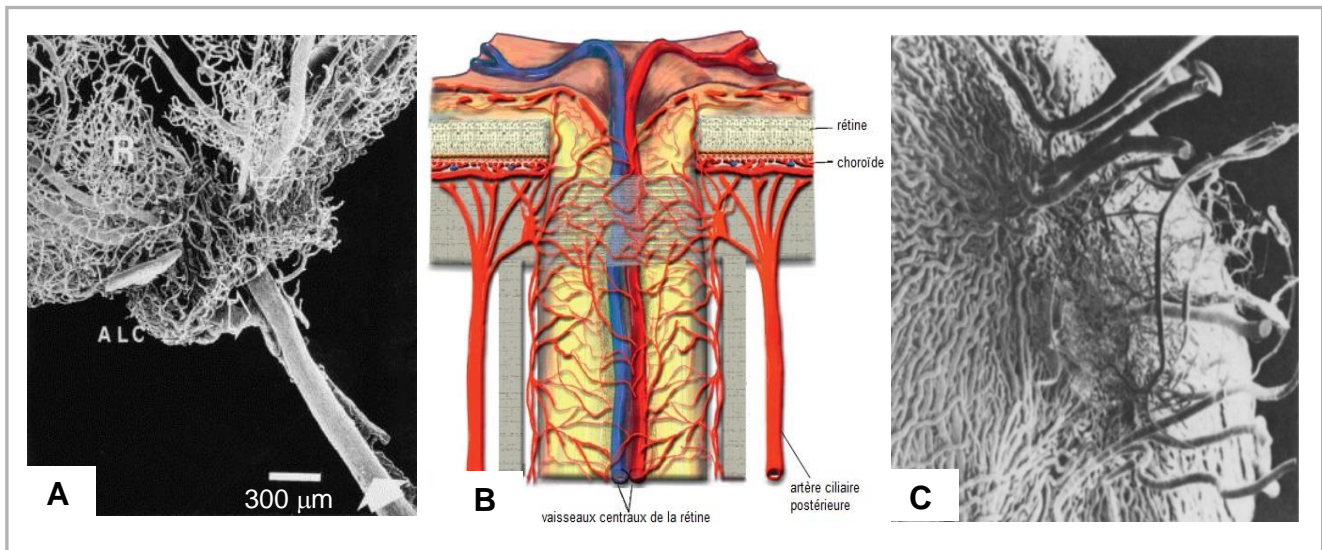 R
ALC
300 μm
A
rétine
choroïde
artère ciliaire
postérieure
vaisseaux centraux de la rétine
B
C